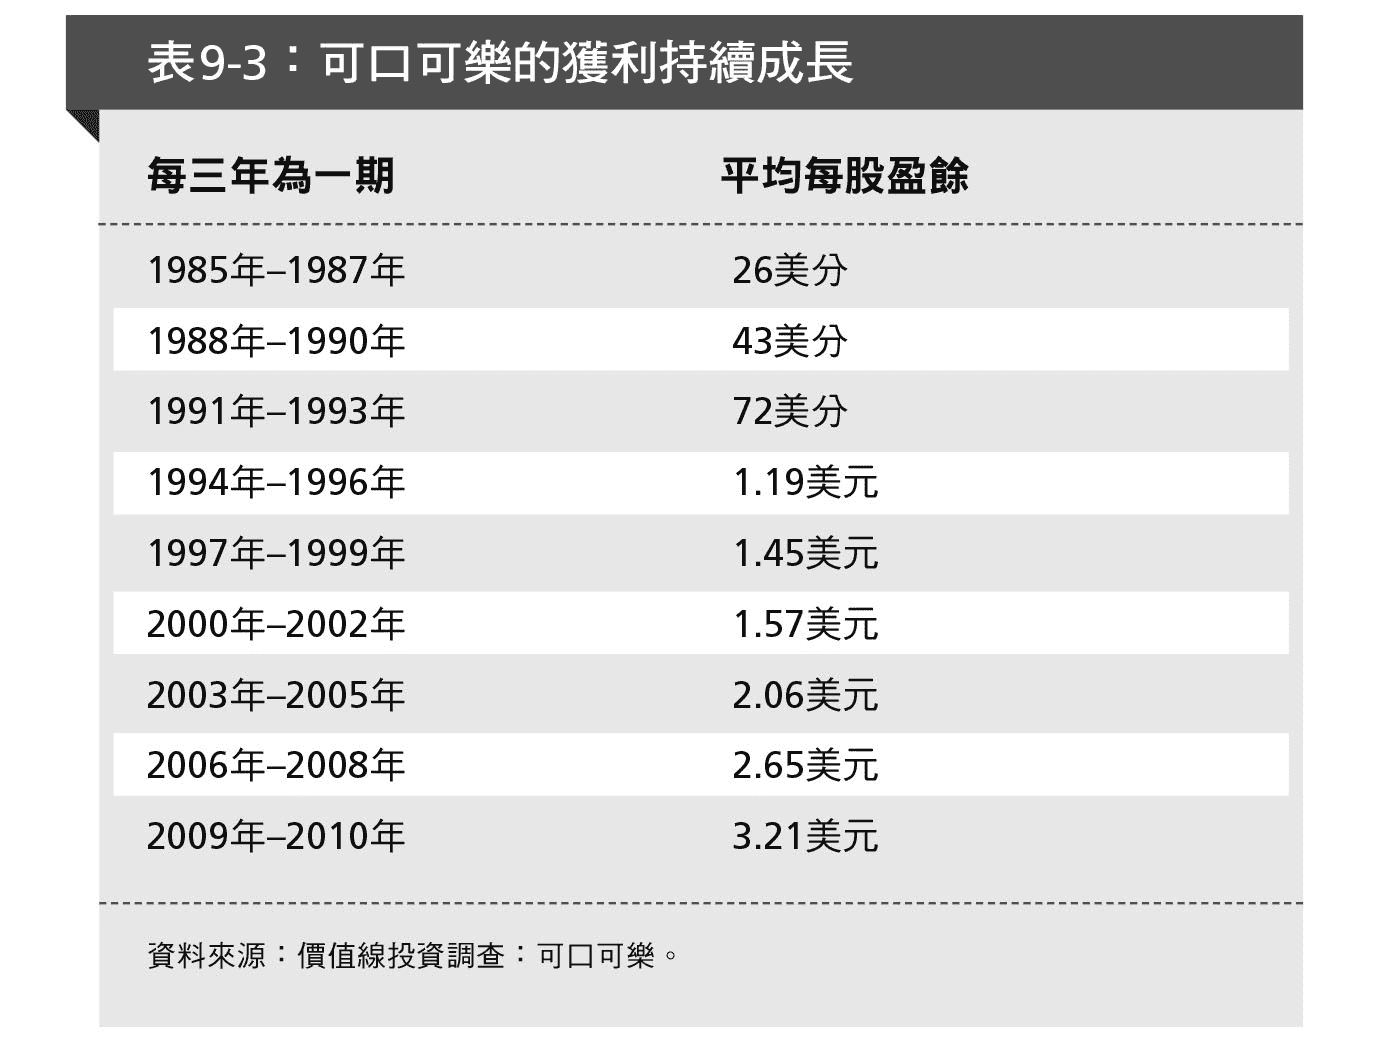 表9-3：可口可樂的獲利持續成長
每三年為一期 平均每股盈餘
1985年–1987年 26美分
1988年–1990年 43美分
1991年–1993年 72美分
1994年–1996年 1.19美元
1997年–1999年 1.45美元
2000年–2002年 1.57美元
2003年–2005年 2.06美元
2006年–2008年 2.65美元
2009年–2010年 3.21美元
資料來源：價值線投資調查：可口可樂。